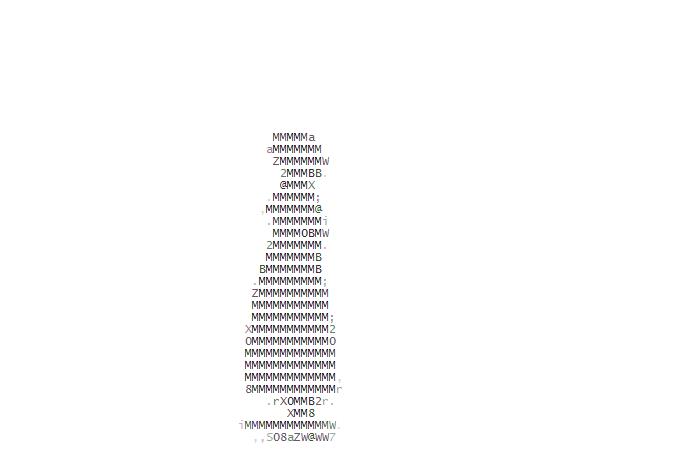 MMMMMa
aMMMMMMM
ZMMMMMMW
2MMMBB.
@MMMX
.MMMMMM;
,MMMMMMM@
.MMMMMMMi
MMMMOBMW
2MMMMMMM.
MMMMMMMB
BMMMMMMMB
.MMMMMMMMM;
ZMMMMMMMMMM
MMMMMMMMMMM
MMMMMMMMMMM;
XMMMMMMMMMMM2
OMMMMMMMMMMMO
MMMMMMMMMMMMM
MMMMMMMMMMMMM
MMMMMMMMMMMMM,
8MMMMMMMMMMMMr
.rXOMMB2r.
XMM8
iMMMMMMMMMMMMW.
,,SO8aZW@WW7